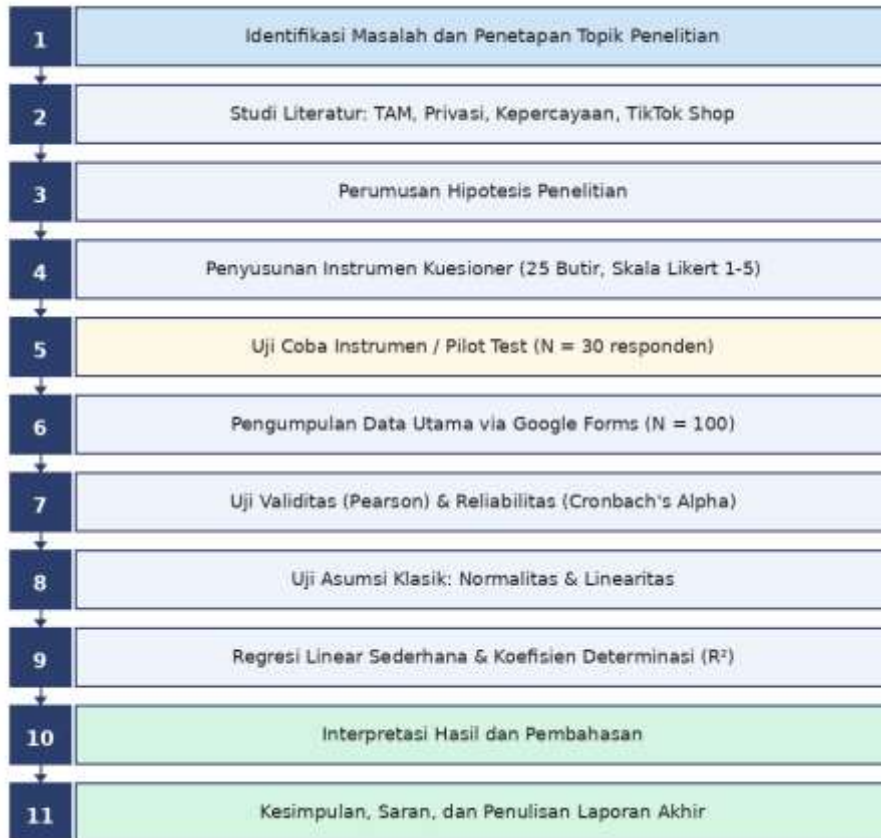 1 Identifikasi Masalah dan Penetapan Topik Penelitian
2 Studi Literatur: TAM, Privasi, Kepercayaan, TikTok Shop
3 Perumusan Hipotesis Penelitian
4 Penyusunan Instrumen Kuesioner (25 Butir, Skala Likert 1-5)
5 Uji Coba Instrumen / Pilot Test (N = 30 responden)
6 Pengumpulan Data Utama via Google Forms (N = 100)
7 Uji Validitas (Pearson) & Reliabilitas (Cronbach's Alpha)
8 Uji Asumsi Klasik: Normalitas & Linearitas
9 Regresi Linear Sederhana & Koefisien Determinasi (R²)
10 Interpretasi Hasil dan Pembahasan
11 Kesimpulan, Saran, dan Penulisan Laporan Akhir